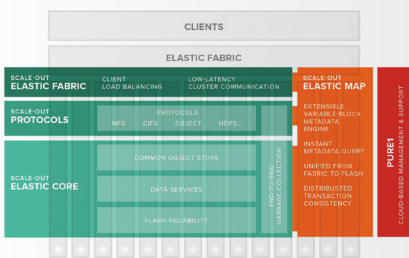 CLIENTS
ELASTIC FABRIC
SCALE-OUT
ELASTIC FABRIC
CLIENT
LOAD BALANCING
LOW-LATENCY
CLUSTER COMMUNICATION
SCALE-OUT
PROTOCOLS
PROTOCOLS
NFS CIFS OBJECT HDFS...
SCALE-OUT
ELASTIC CORE
COMMON OBJECT STORE
DATA SERVICES
FLASH RELIABILITY
END-TO-END
GARBAGE COLLECTION
SCALE-OUT
ELASTIC MAP
EXTENSIBLE
VARIABLE-BLOCK
METADATA
ENGINE
INSTANT
METADATA QUERY
UNIFIED FROM
FABRIC TO FLASH
DISTRIBUSTED
TRANSACTION
CONSISTENCY
PURE1
CLOUD-BASED MANAGEMENT & SUPPORT